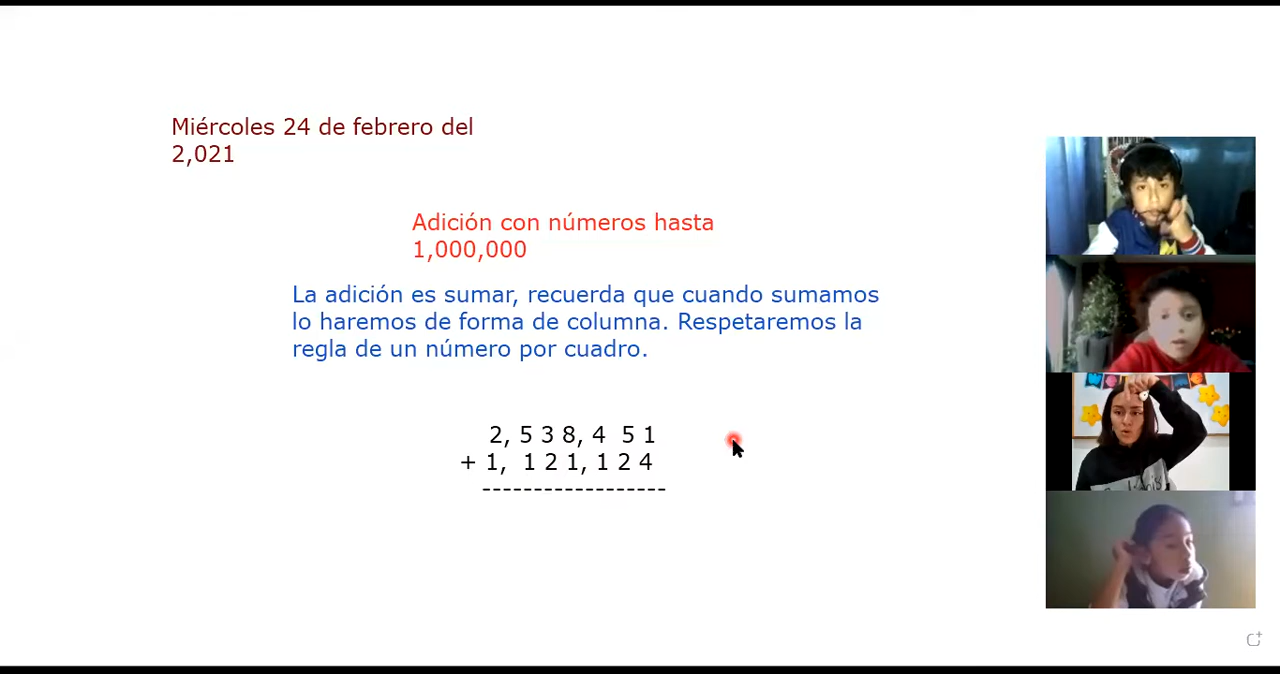 Miércoles 24 de febrero del
2,021
Adición con números hasta
1,000,000
La adición es sumar, recuerda que cuando sumamos
lo haremos de forma de columna. Respetaremos la
regla de un número por cuadro.
2, 5 3 8, 4 5 1
+ 1, 1 2 1, 1 2 4
------------------